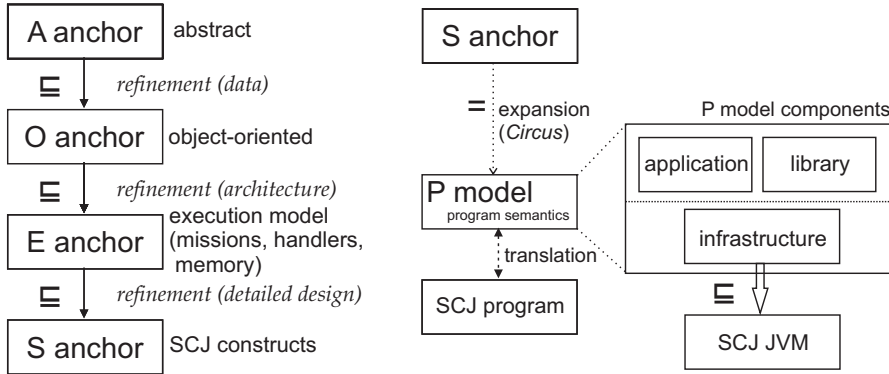 A anchor
abstract
⊑
refinement (data)
O anchor
object-oriented
⊑
refinement (architecture)
E anchor
execution model
(missions, handlers,
memory)
⊑
refinement (detailed design)
S anchor
SCJ constructs
S anchor
=
expansion
(Circus)
P model
program semantics
translation
SCJ program
P model components
application
library
infrastructure
⊑
SCJ JVM